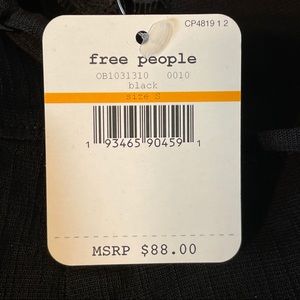 CP4819 1 2
free people
OB1031310 0010
black
size S
1 93465 90459 1
MSRP $88.00